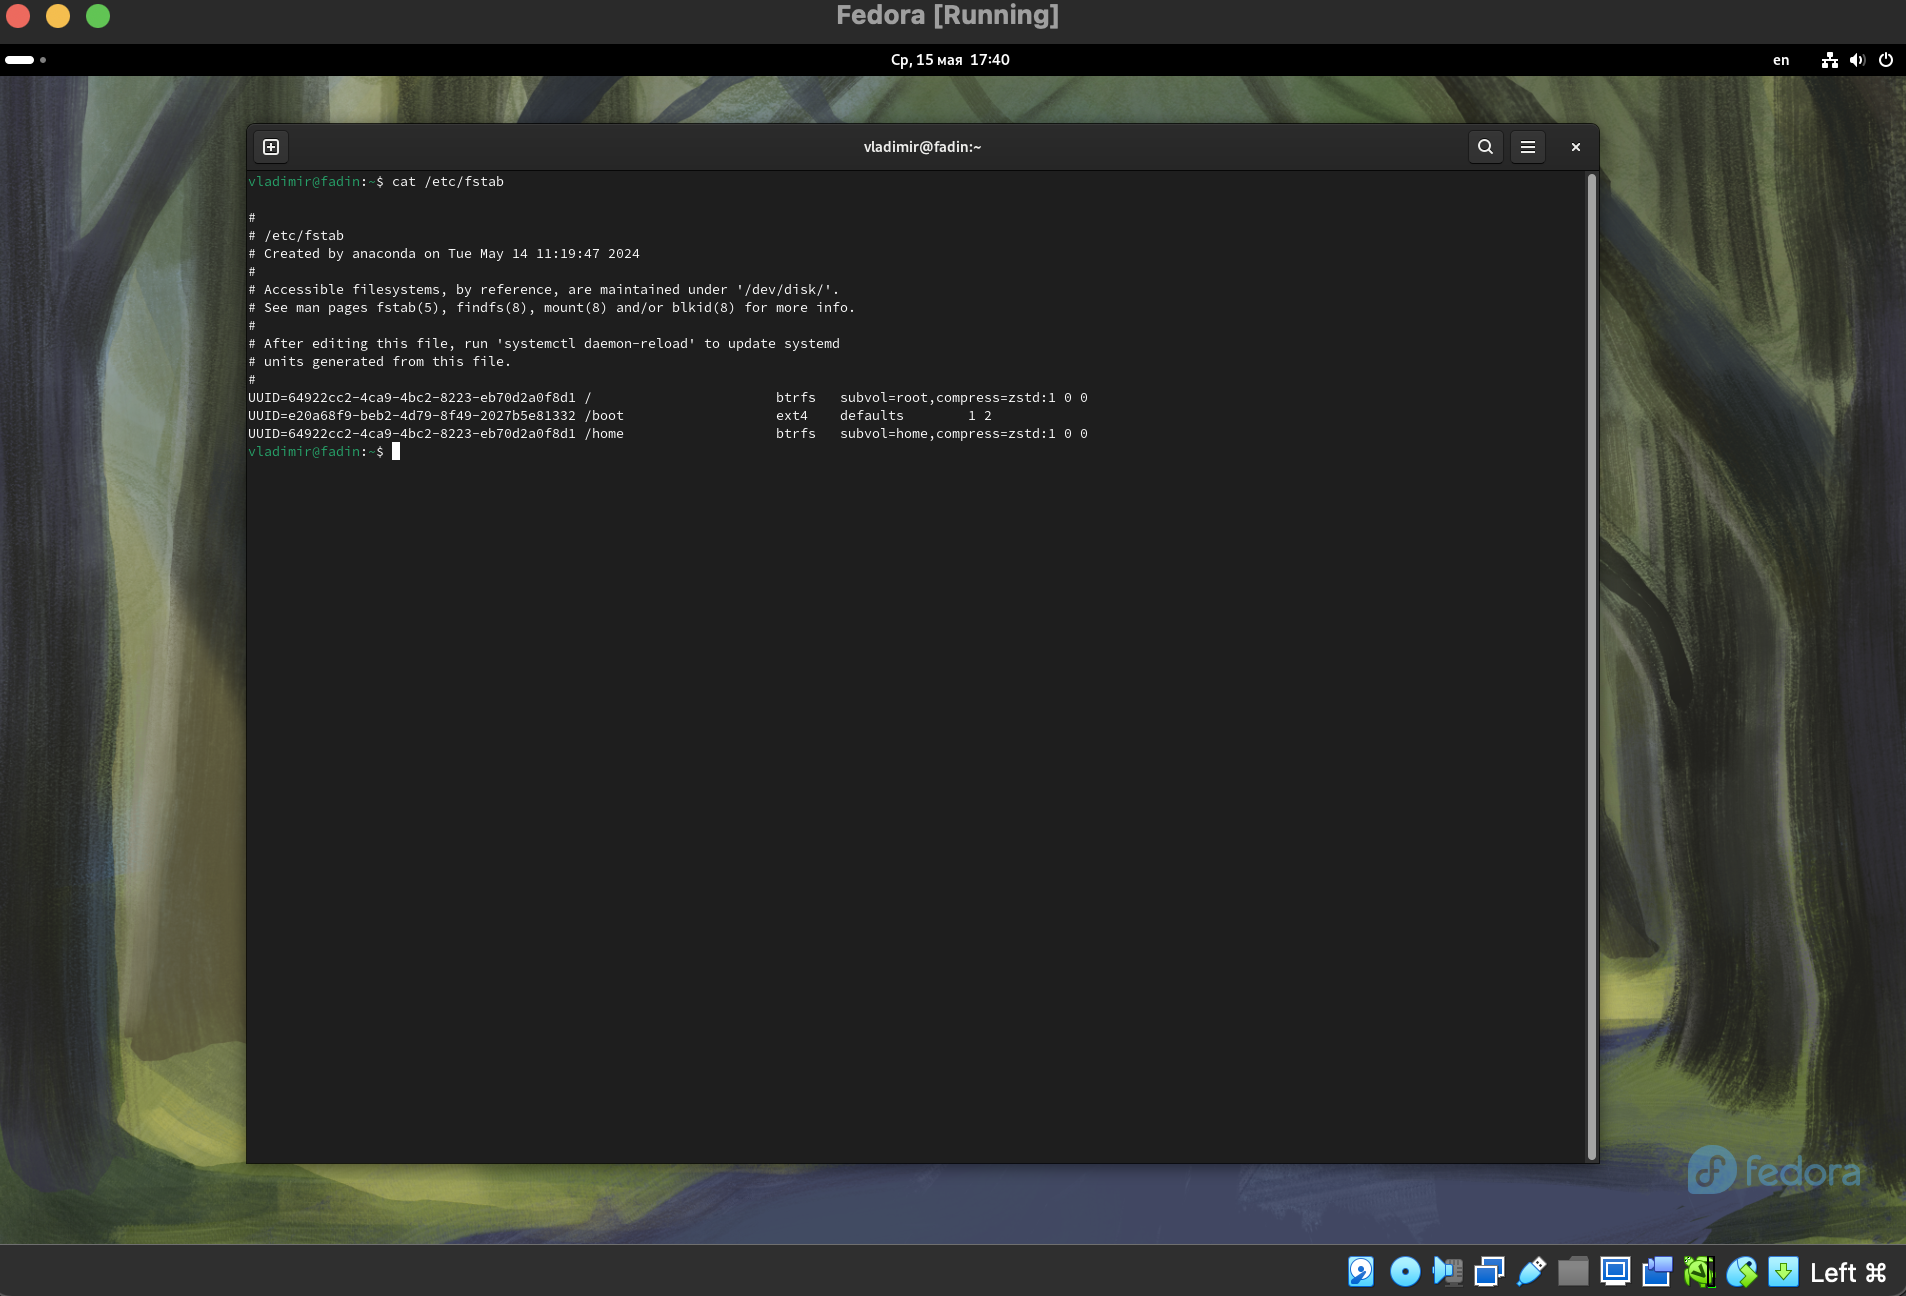 Fedora [Running]
Ср, 15 мая 17:40
en
vladimir@fadin:~
vladimir@fadin:~$ cat /etc/fstab
#
# /etc/fstab
# Created by anaconda on Tue May 14 11:19:47 2024
#
# Accessible filesystems, by reference, are maintained under '/dev/disk/'.
# See man pages fstab(5), findfs(8), mount(8) and/or blkid(8) for more info.
#
# After editing this file, run 'systemctl daemon-reload' to update systemd
# units generated from this file.
#
UUID=64922cc2-4ca9-4bc2-8223-eb70d2a0f8d1 / btrfs subvol=root,compress=zstd:1 0 0
UUID=e20a68f9-beb2-4d79-8f49-2027b5e81332 /boot ext4 defaults 1 2
UUID=64922cc2-4ca9-4bc2-8223-eb70d2a0f8d1 /home btrfs subvol=home,compress=zstd:1 0 0
vladimir@fadin:~$
fedora
Left ⌘